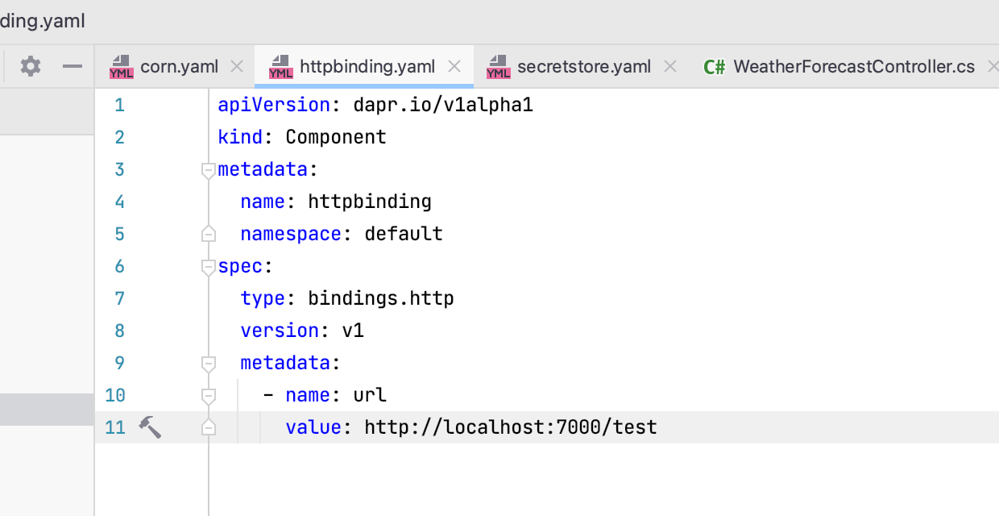 ding.yaml
YML corn.yaml YML httpbinding.yaml YML secretstore.yaml C# WeatherForecastController.cs
1 apiVersion: dapr.io/v1alpha1
2 kind: Component
3 metadata:
4   name: httpbinding
5   namespace: default
6 spec:
7   type: bindings.http
8   version: v1
9   metadata:
10     - name: url
11       value: http://localhost:7000/test